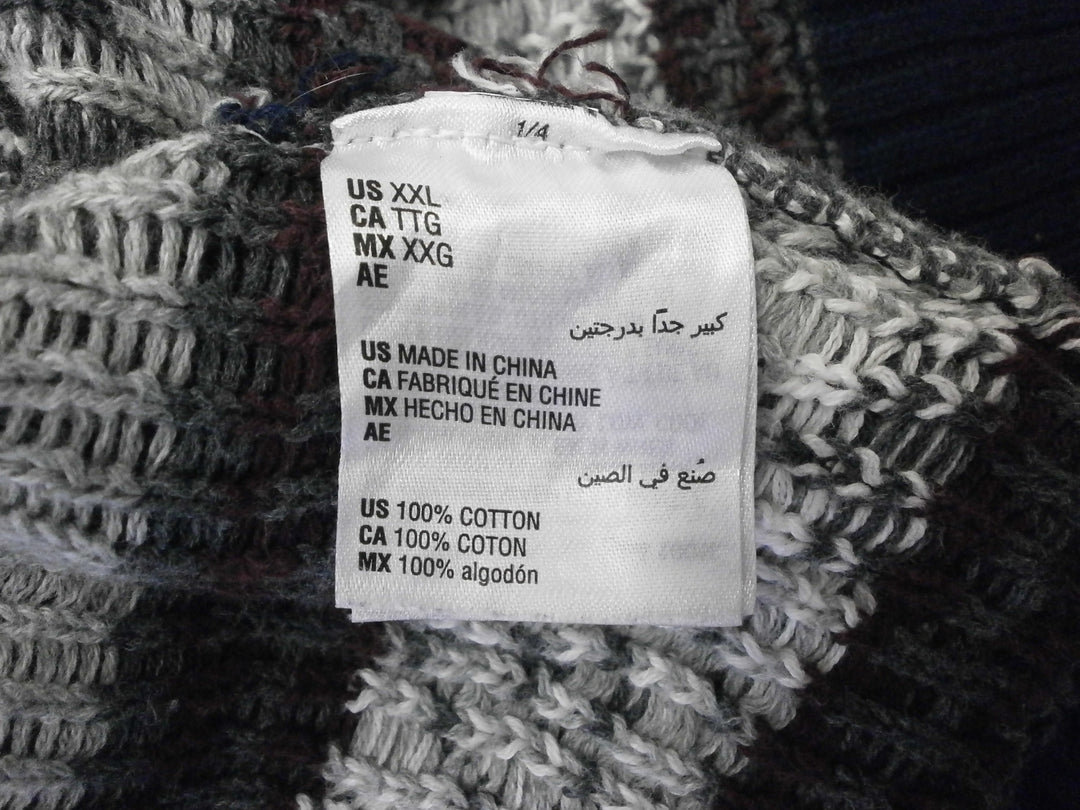 1/4
US XXL
CA TTG
MX XXG
AE
كبير جدًا بدرجتين
US MADE IN CHINA
CA FABRIQUÉ EN CHINE
MX HECHO EN CHINA
AE
صُنع في الصين
US 100% COTTON
CA 100% COTON
MX 100% algodón